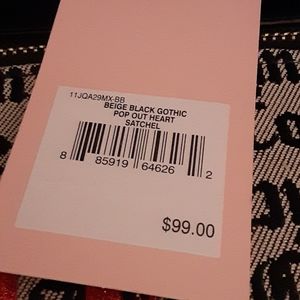 11JQA29MX-BB
BEIGE BLACK GOTHIC
POP OUT HEART
SATCHEL
8 85919 64626 2
$99.00